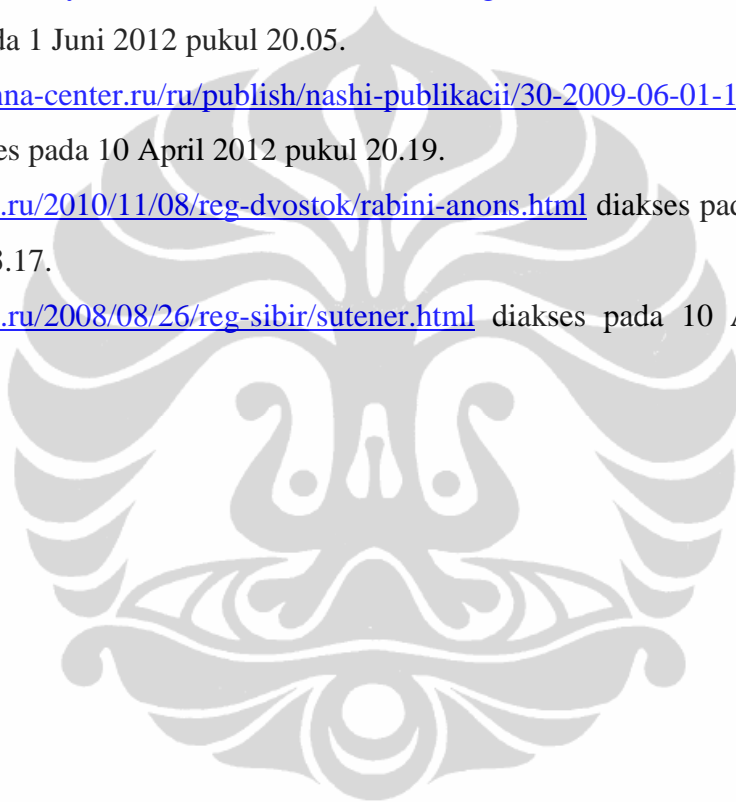 da 1 Juni 2012 pukul 20.05.
nna-center.ru/ru/publish/nashi-publikacii/30-2009-06-01-1
es pada 10 April 2012 pukul 20.19.
.ru/2010/11/08/reg-dvostok/rabini-anons.html diakses pad
3.17.
.ru/2008/08/26/reg-sibir/sutener.html diakses pada 10 A